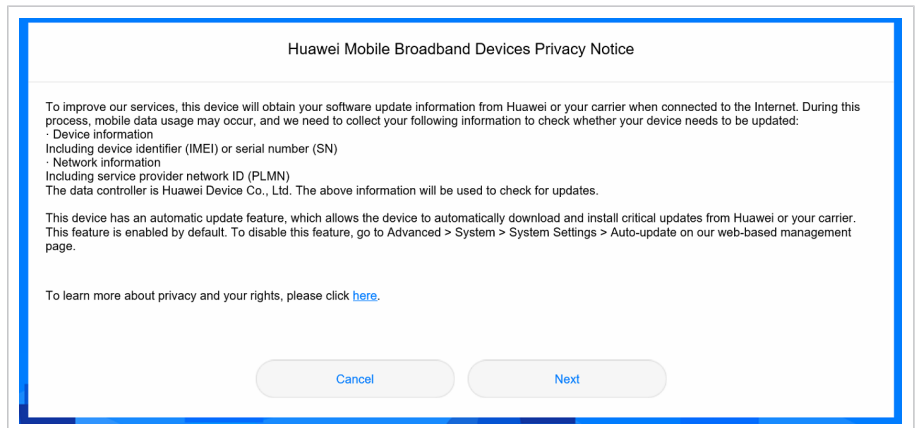 Huawei Mobile Broadband Devices Privacy Notice
To improve our services, this device will obtain your software update information from Huawei or your carrier when connected to the Internet. During this
process, mobile data usage may occur, and we need to collect your following information to check whether your device needs to be updated:
· Device information
Including device identifier (IMEI) or serial number (SN)
· Network information
Including service provider network ID (PLMN)
The data controller is Huawei Device Co., Ltd. The above information will be used to check for updates.
This device has an automatic update feature, which allows the device to automatically download and install critical updates from Huawei or your carrier.
This feature is enabled by default. To disable this feature, go to Advanced > System > System Settings > Auto-update on our web-based management
page.
To learn more about privacy and your rights, please click here.
Cancel
Next